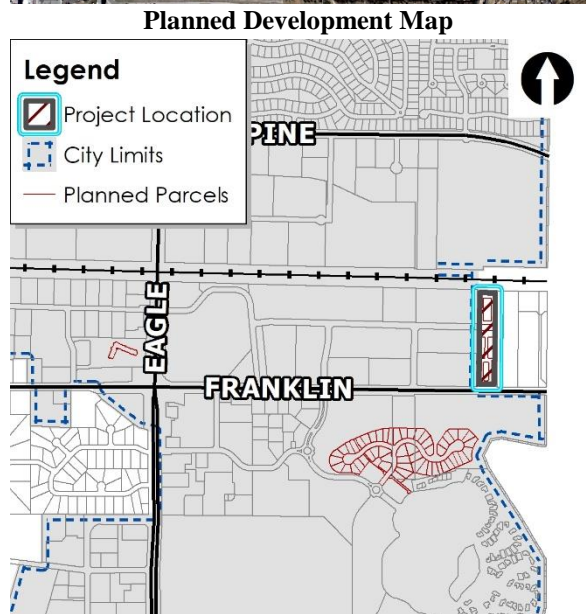 Planned Development Map
Legend
Project Location
City Limits
Planned Parcels
PINE
EAGLE
FRANKLIN